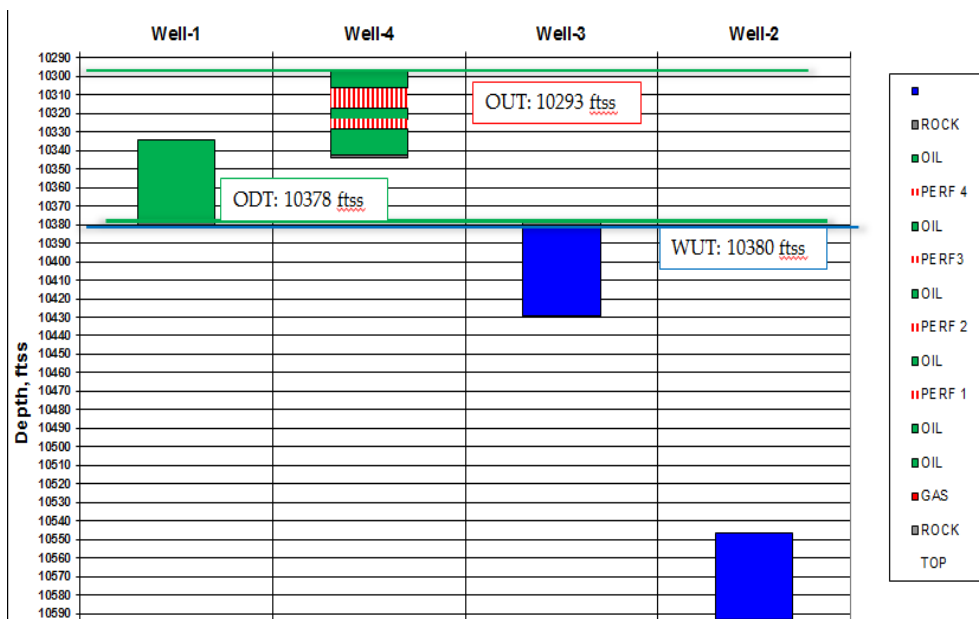 Well-1 Well-4 Well-3 Well-2
10290
10300
10310
OUT: 10293 ftss
10320
10330
10340
10350
10360
10370
ODT: 10378 ftss
10380
10390
WUT: 10380 ftss
10400
10410
10420
10430
10440
10450
10460
10470
10480
10490
10500
10510
10520
10530
10540
10550
10560
10570
10580
10590
Depth, ftss
ROCK
OIL
PERF 4
OIL
PERF3
OIL
PERF 2
OIL
PERF 1
OIL
OIL
GAS
ROCK
TOP